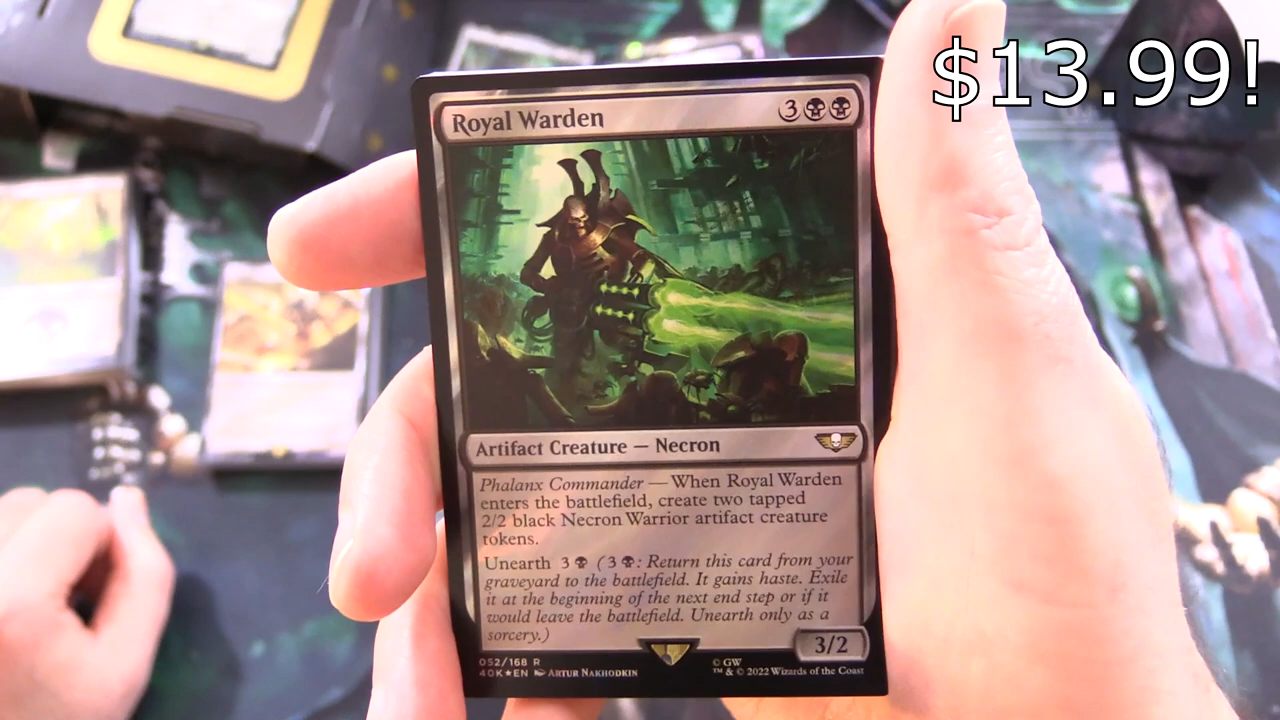 $13.99!
Royal Warden 3
Artifact Creature — Necron
Phalanx Commander — When Royal Warden
enters the battlefield, create two tapped
2/2 black Necron Warrior artifact creature
tokens.
Unearth 3 (3: Return this card from your
graveyard to the battlefield. It gains haste. Exile
it at the beginning of the next end step or if it
would leave the battlefield. Unearth only as a
sorcery.)
3/2
052/168 R
40K★EN Artur Nakhodkin
© GW
™ & © 2022 Wizards of the Coast